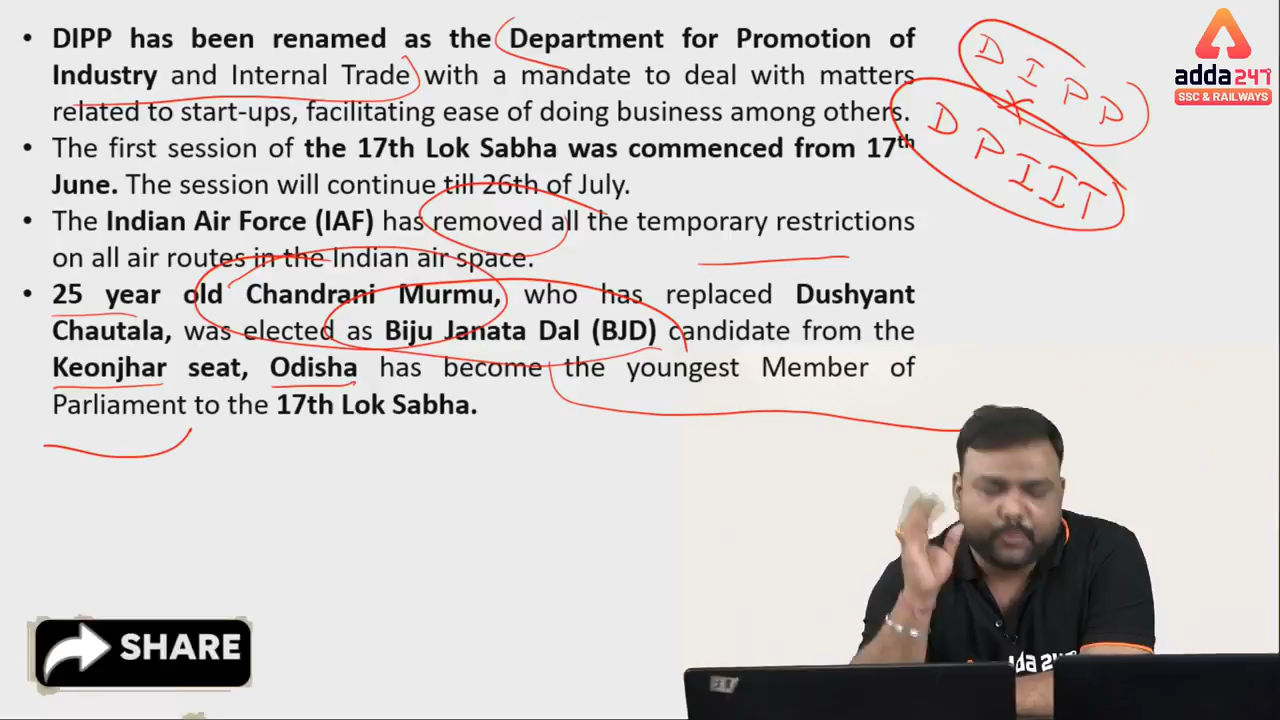 • DIPP has been renamed as the Department for Promotion of
Industry and Internal Trade with a mandate to deal with matters
related to start-ups, facilitating ease of doing business among others.
• The first session of the 17th Lok Sabha was commenced from 17th
June. The session will continue till 26th of July.
• The Indian Air Force (IAF) has removed all the temporary restrictions
on all air routes in the Indian air space.
• 25 year old Chandrani Murmu, who has replaced Dushyant
Chautala, was elected as Biju Janata Dal (BJD) candidate from the
Keonjhar seat, Odisha has become the youngest Member of
Parliament to the 17th Lok Sabha.
DIPP
DPIIT
adda247
SSC & RAILWAYS
SHARE